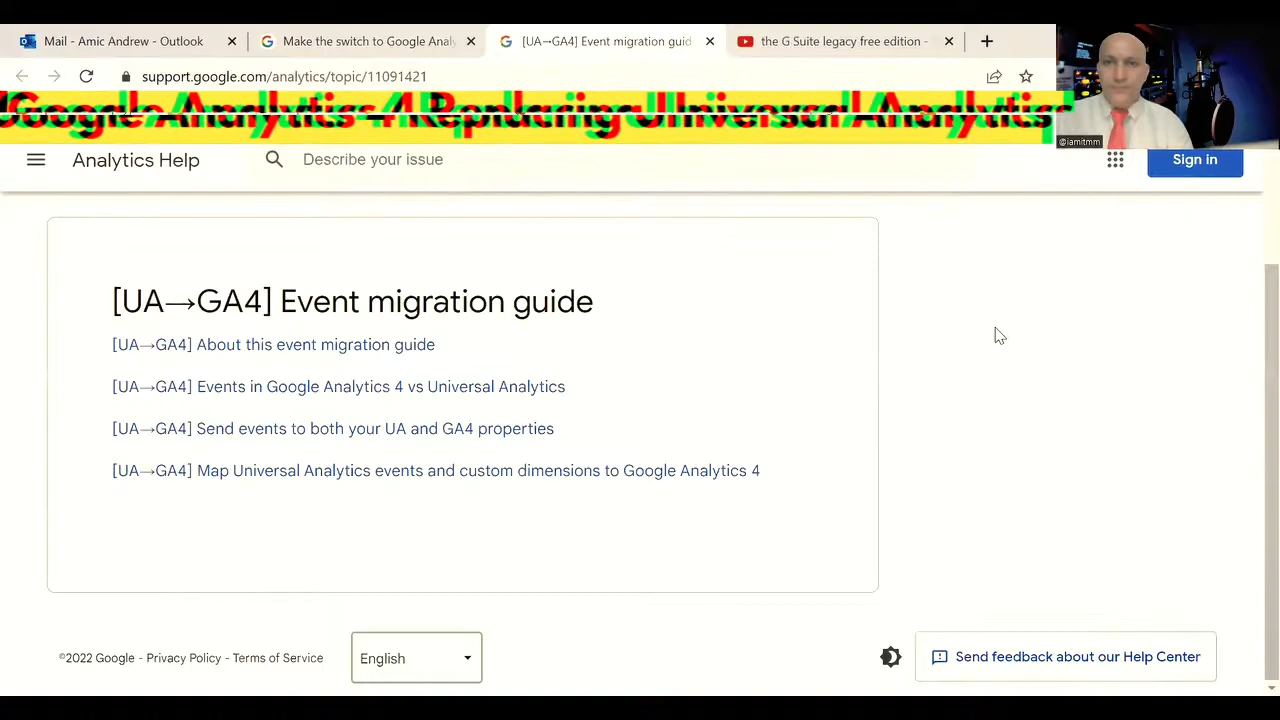 Mail - Amic Andrew - Outlook
Make the switch to Google Analy
[UA→GA4] Event migration guid
the G Suite legacy free edition -
support.google.com/analytics/topic/11091421
Google Analytics 4 Replacing Universal Analytics
@iamitmm
Analytics Help
Describe your issue
Sign in
[UA→GA4] Event migration guide
[UA→GA4] About this event migration guide
[UA→GA4] Events in Google Analytics 4 vs Universal Analytics
[UA→GA4] Send events to both your UA and GA4 properties
[UA→GA4] Map Universal Analytics events and custom dimensions to Google Analytics 4
©2022 Google - Privacy Policy - Terms of Service
English
Send feedback about our Help Center